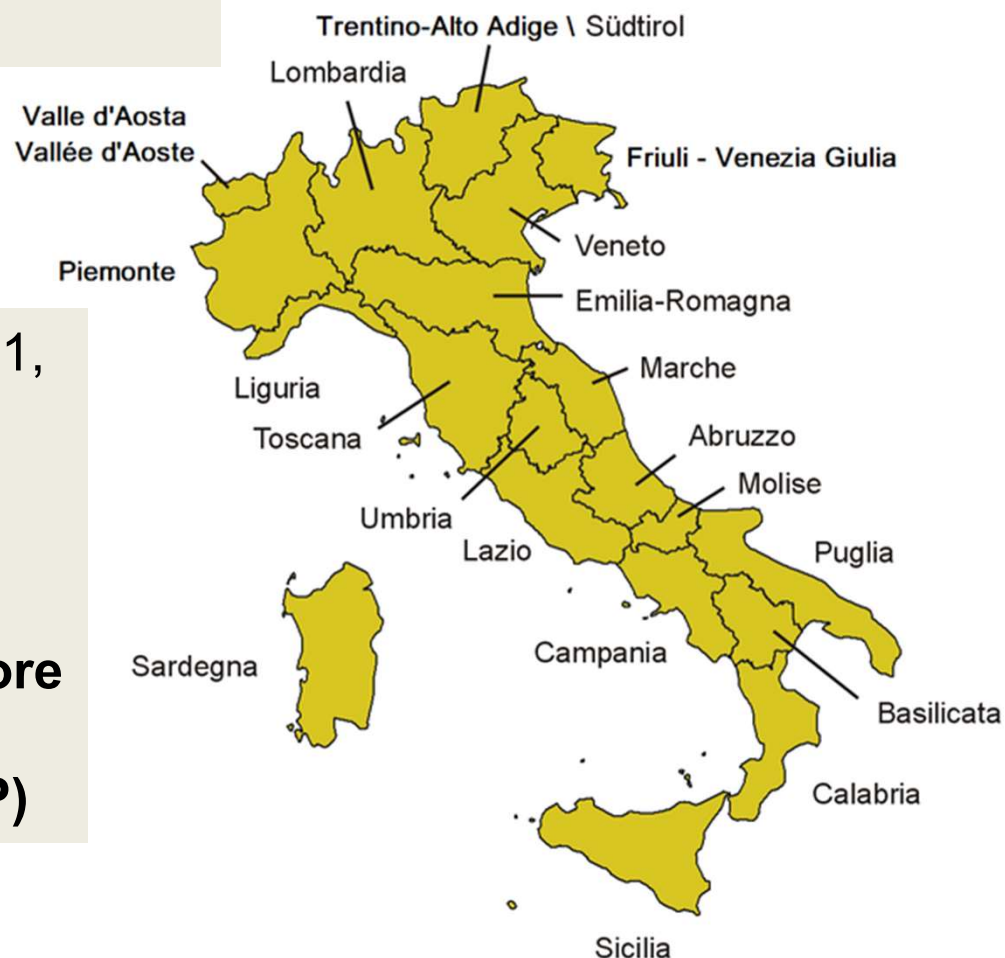 Trentino-Alto Adige \ Südtirol
Lombardia
Valle d'Aosta
Vallée d'Aoste
Friuli - Venezia Giulia
Veneto
Piemonte
Emilia-Romagna
1,
Marche
Liguria
Toscana
Abruzzo
Molise
Umbria
Lazio
Puglia
Campania
Sardegna
ore
Basilicata
Calabria
)
Sicilia